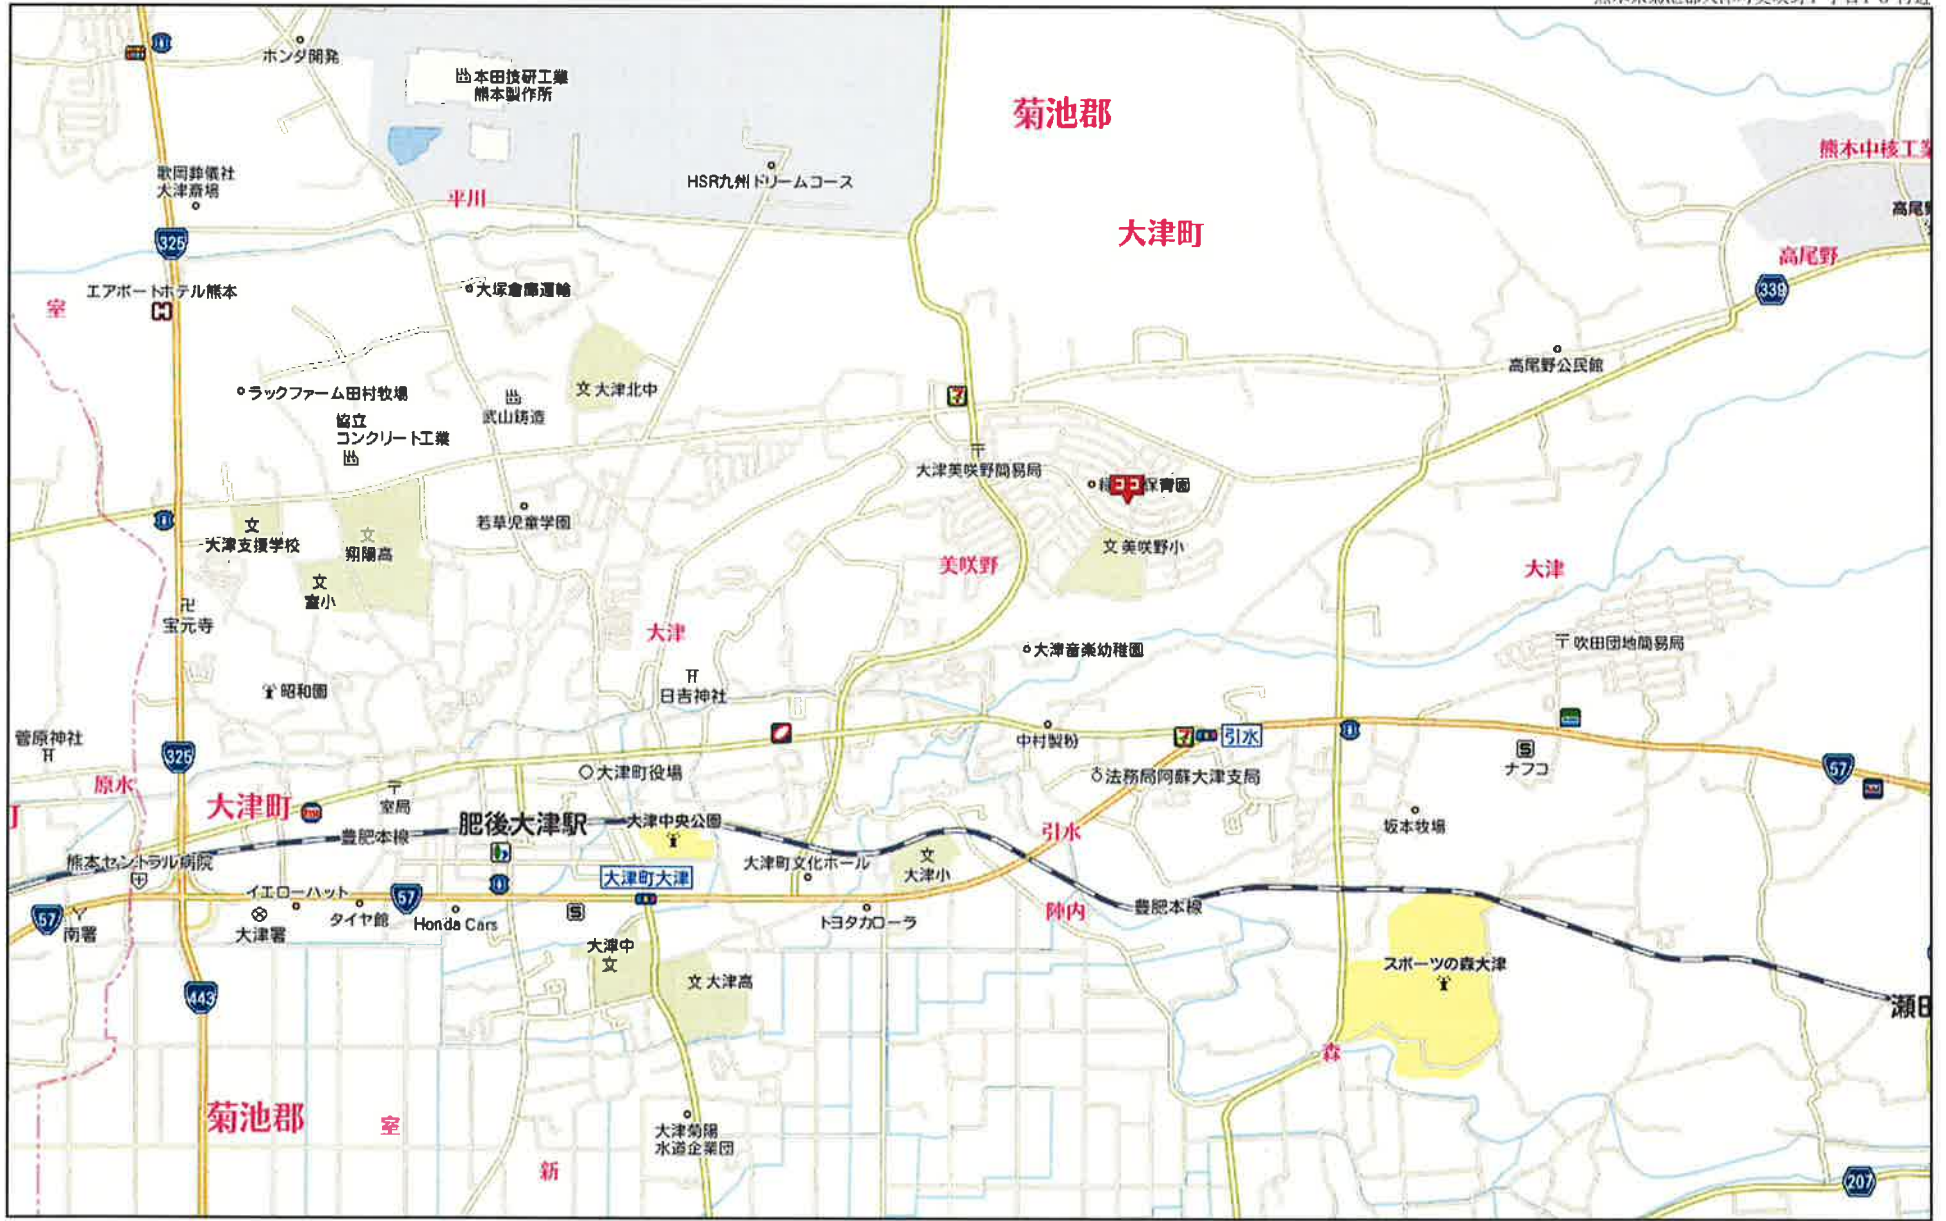 ホンダ開発
本田技研工業
熊本製作所
菊池郡
熊本中核工業
歌岡葬儀社
大津斎場
HSR九州ドリームコース
平川
高尾野
大津町
325
高尾野
339
エアポートホテル熊本
H
室
大塚倉庫運輸
高尾野公民館
ラックファーム田村牧場
文 大津北中
7
武山鋳造
協立
コンクリート工業
〒
大津美咲野簡易局
ココ
保育園
若草児童学園
文
大津支援学校
文
翔陽高
文 美咲野小
美咲野
大津
文
室小
卍
宝元寺
大津
大津音楽幼稚園
〒吹田団地簡易局
昭和園
日吉神社
菅原神社
中村製粉
7
引水
S
ナフコ
325
57
大津町役場
法務局阿蘇大津支局
原水
〒
室局
大津町
肥後大津駅
大津中央公園
豊肥本線
引水
坂本牧場
熊本セントラル病院
大津町文化ホール
文
大津小
大津町大津
イエローハット
57
57
南署
大津署
タイヤ館
Honda Cars
S
トヨタカローラ
陣内
豊肥本線
大津中
文
文 大津高
スポーツの森大津
443
瀬田
森
菊池郡
室
大津菊陽
水道企業団
新
207